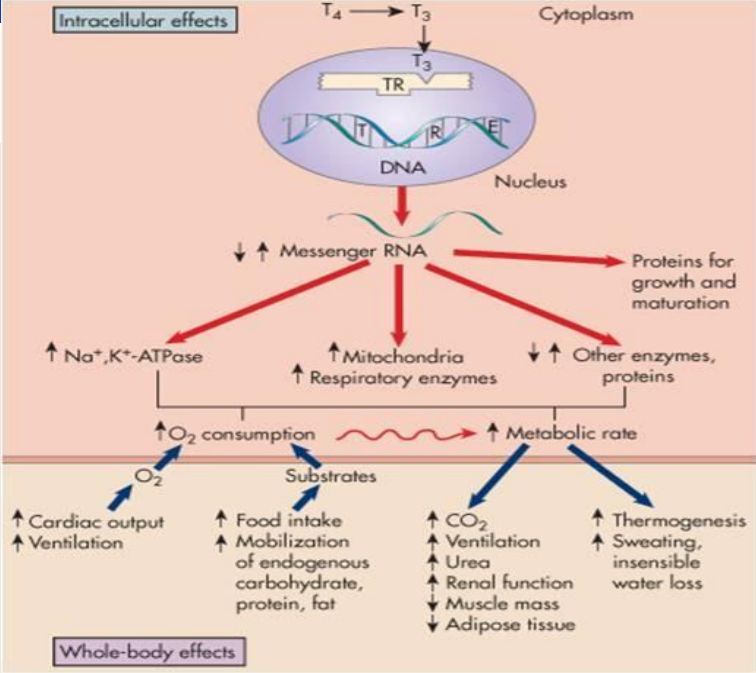 Intracellular effects
T₄ → T₃
Cytoplasm
T₃
TR
T R E
DNA
Nucleus
↓ ↑ Messenger RNA
Proteins for
growth and
maturation
↑ Na⁺,K⁺-ATPase
↑ Mitochondria
↑ Respiratory enzymes
↓ ↑ Other enzymes,
proteins
↑ O₂ consumption
↑ Metabolic rate
O₂
Substrates
↑ Cardiac output
↑ Ventilation
↑ Food intake
↑ Mobilization
of endogenous
carbohydrate,
protein, fat
↑ CO₂
↑ Ventilation
↑ Urea
↑ Renal function
↓ Muscle mass
↓ Adipose tissue
↑ Thermogenesis
↑ Sweating,
insensible
water loss
Whole-body effects